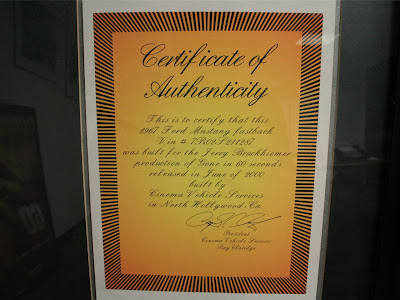 Certificate of
Authenticity
This is to certify that this
1967 Ford Mustang fastback
Vin # 7R02S211287
was built for the Jerry Bruckhiemer
production of Gone in 60 seconds
released in June of 2000
built by
Cinema Vehicle Services
in North Hollywood, Ca.
President
Cinema Vehicle Services
Ray Claridge